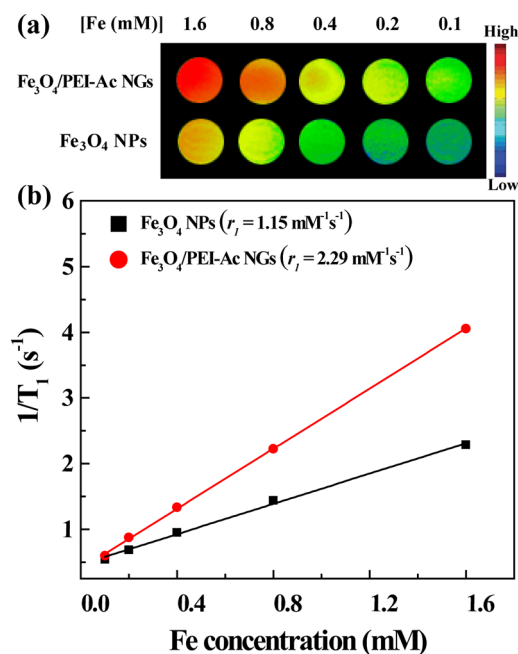 (a) [Fe (mM)] 1.6 0.8 0.4 0.2 0.1 High
Fe₃O₄/PEI-Ac NGs
Fe₃O₄ NPs
Low
(b)
6
Fe₃O₄ NPs (r₁ = 1.15 mM⁻¹s⁻¹)
Fe₃O₄/PEI-Ac NGs (r₁ = 2.29 mM⁻¹s⁻¹)
5
4
3
2
1
1/T₁ (s⁻¹)
0.0 0.4 0.8 1.2 1.6
Fe concentration (mM)